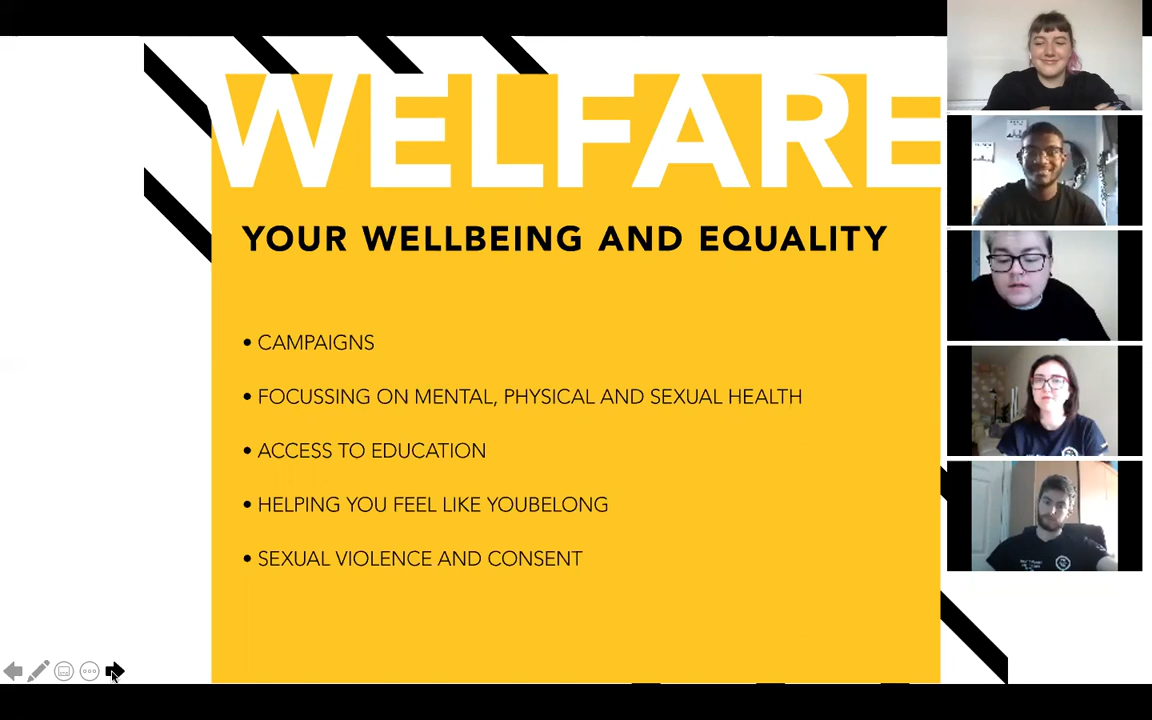 WELFARE
YOUR WELLBEING AND EQUALITY
• CAMPAIGNS
• FOCUSSING ON MENTAL, PHYSICAL AND SEXUAL HEALTH
• ACCESS TO EDUCATION
• HELPING YOU FEEL LIKE YOUBELONG
• SEXUAL VIOLENCE AND CONSENT